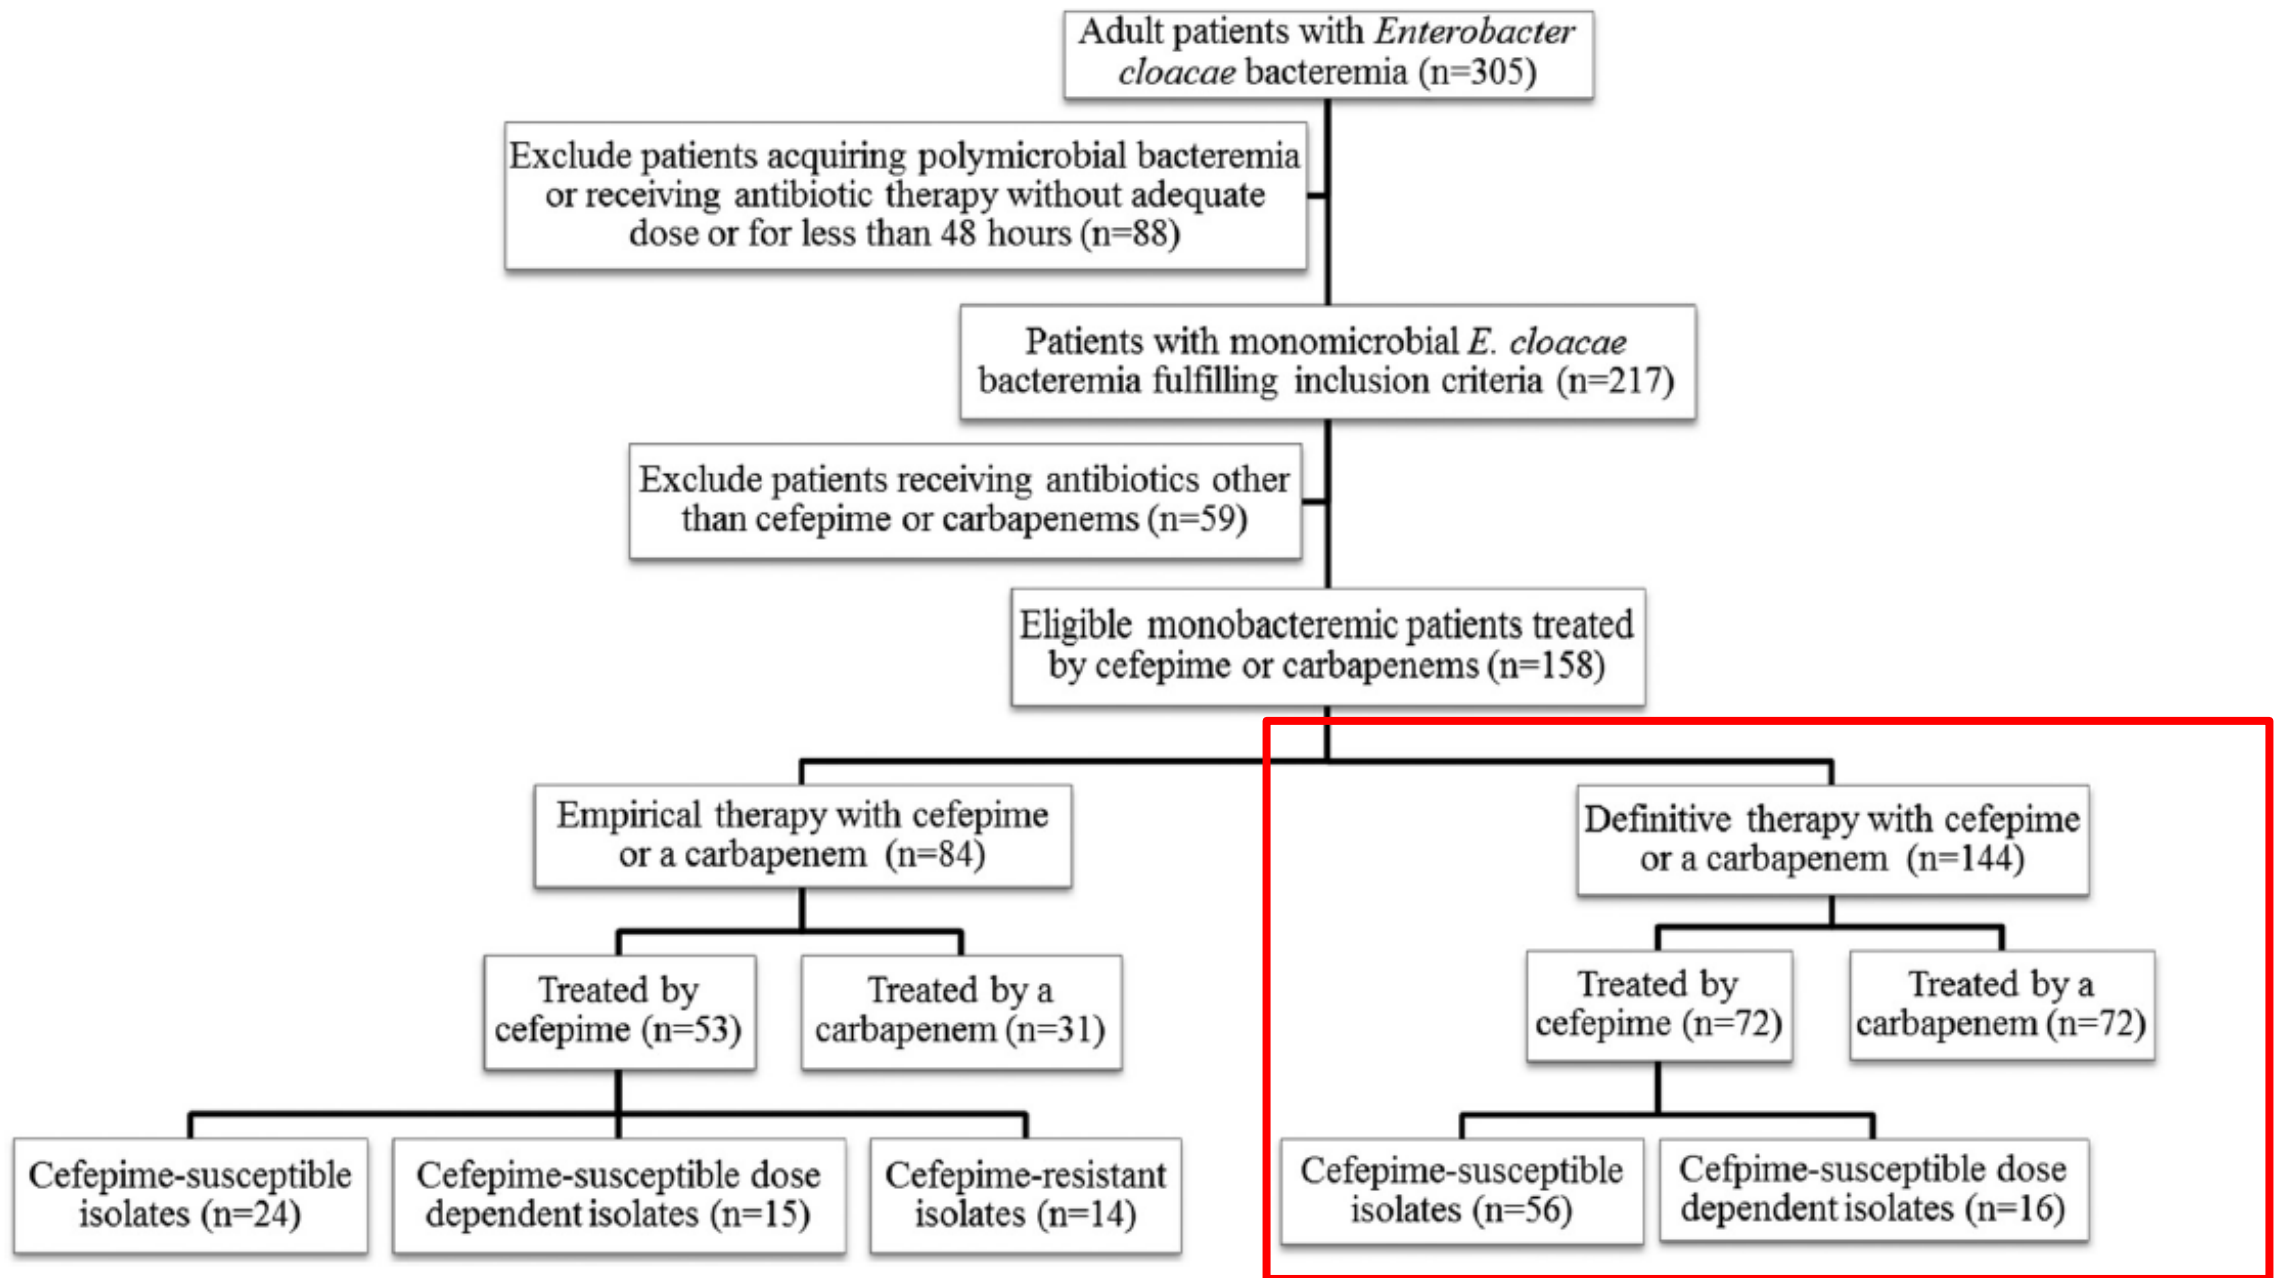 Adult patients with Enterobacter
cloacae bacteremia (n=305)
Exclude patients acquiring polymicrobial bacteremia
or receiving antibiotic therapy without adequate
dose or for less than 48 hours (n=88)
Patients with monomicrobial E. cloacae
bacteremia fulfilling inclusion criteria (n=217)
Exclude patients receiving antibiotics other
than cefepime or carbapenems (n=59)
Eligible monobacteremic patients treated
by cefepime or carbapenems (n=158)
Empirical therapy with cefepime
or a carbapenem (n=84)
Definitive therapy with cefepime
or a carbapenem (n=144)
Treated by
cefepime (n=53)
Treated by a
carbapenem (n=31)
Treated by
cefepime (n=72)
Treated by a
carbapenem (n=72)
Cefepime-susceptible
isolates (n=24)
Cefepime-susceptible dose
dependent isolates (n=15)
Cefepime-resistant
isolates (n=14)
Cefepime-susceptible
isolates (n=56)
Cefpime-susceptible dose
dependent isolates (n=16)